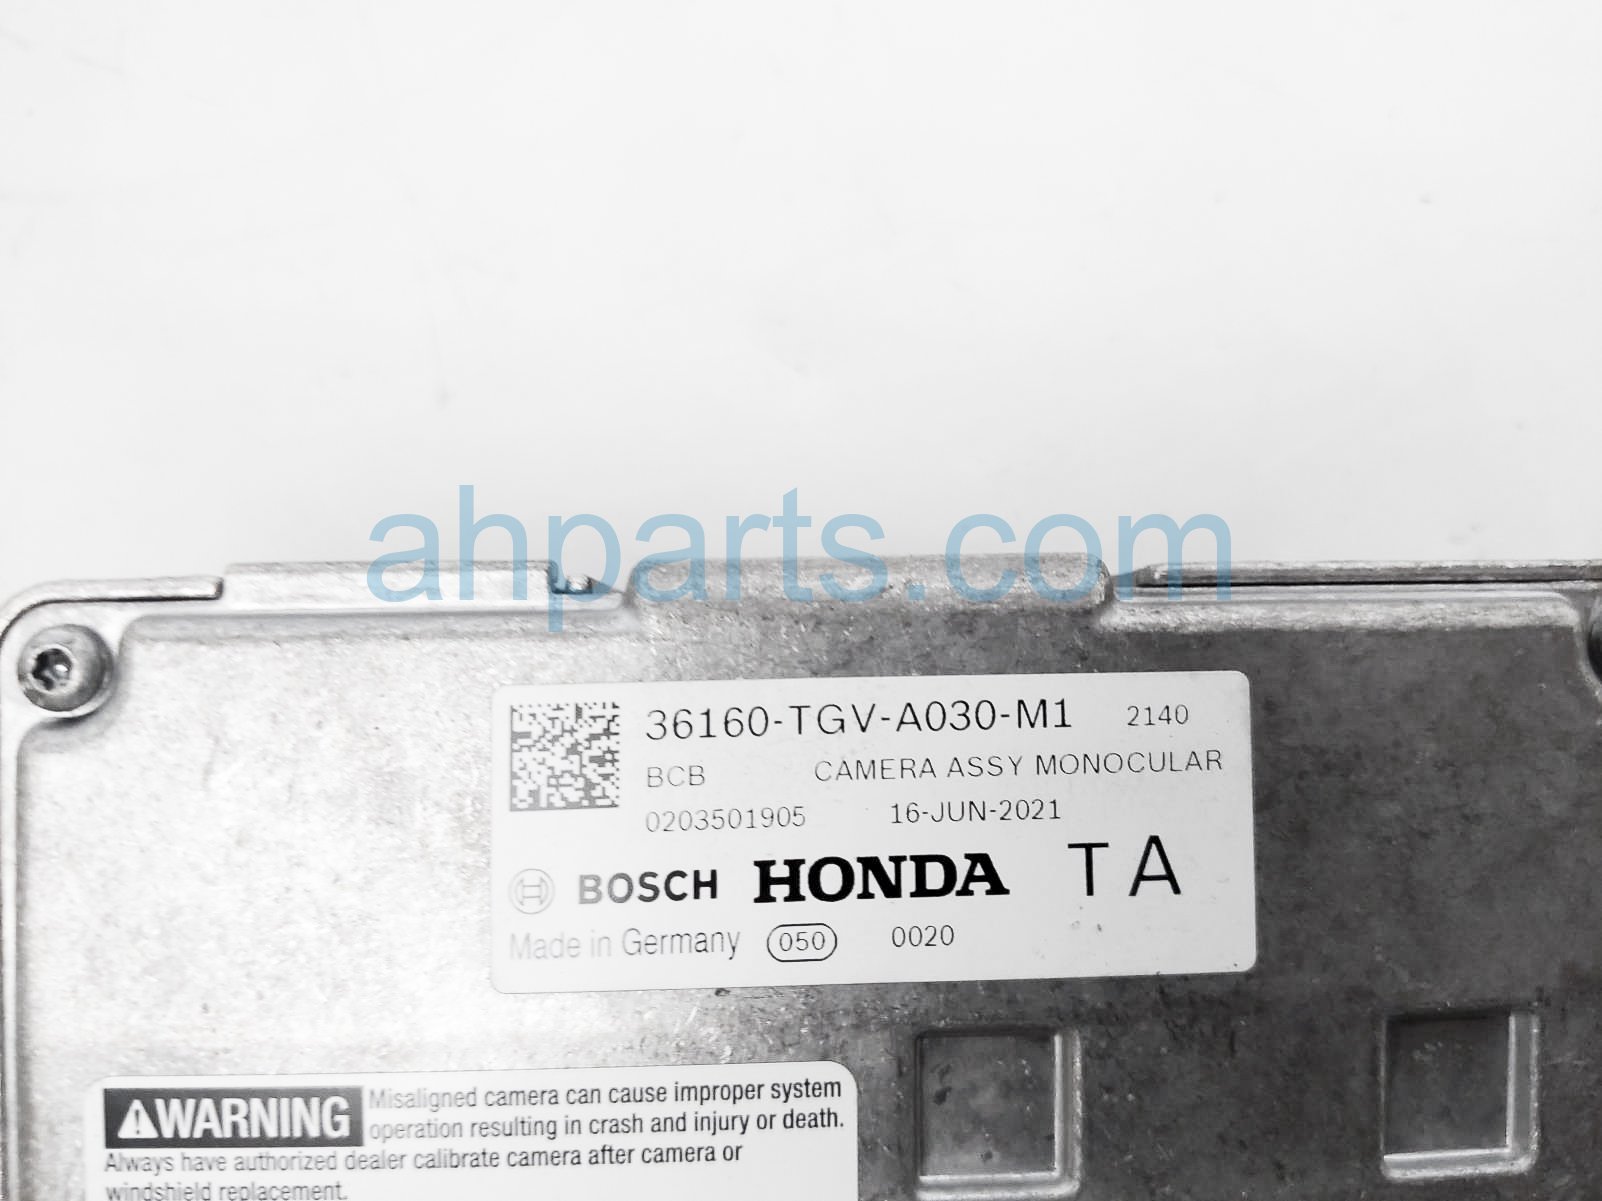 ahparts.com
36160-TGV-A030-M1 2140
BCB CAMERA ASSY MONOCULAR
0203501905 16-JUN-2021
BOSCH HONDA TA
Made in Germany 050 0020
WARNING Misaligned camera can cause improper system
operation resulting in crash and injury or death.
Always have authorized dealer calibrate camera after camera or
windshield replacement.